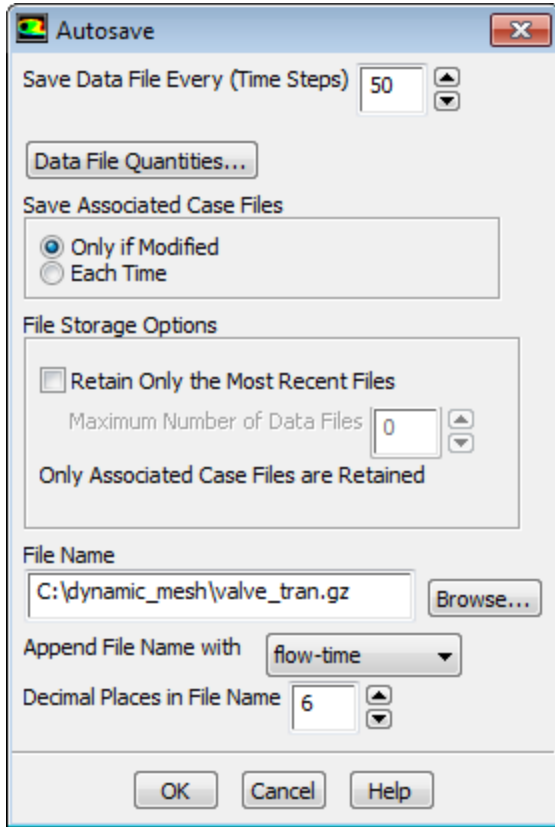 Autosave
Save Data File Every (Time Steps) 50
Data File Quantities...
Save Associated Case Files
Only if Modified
Each Time
File Storage Options
Retain Only the Most Recent Files
Maximum Number of Data Files 0
Only Associated Case Files are Retained
File Name
C:\dynamic_mesh\valve_tran.gz Browse...
Append File Name with flow-time
Decimal Places in File Name 6
OK Cancel Help